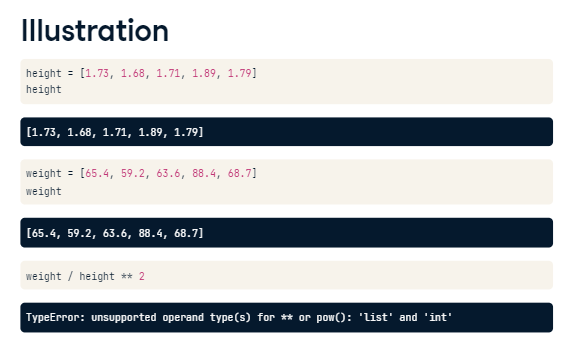 Illustration
height = [1.73, 1.68, 1.71, 1.89, 1.79]
height
[1.73, 1.68, 1.71, 1.89, 1.79]
weight = [65.4, 59.2, 63.6, 88.4, 68.7]
weight
[65.4, 59.2, 63.6, 88.4, 68.7]
weight / height ** 2
TypeError: unsupported operand type(s) for ** or pow(): 'list' and 'int'